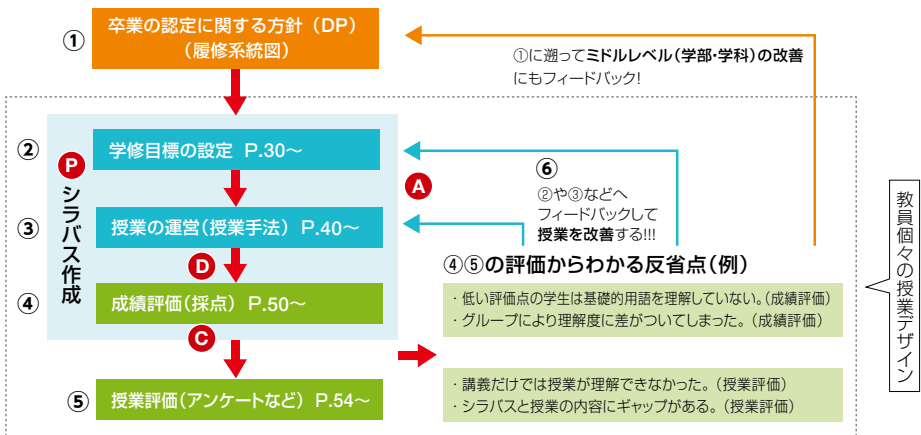 ①
卒業の認定に関する方針（DP）
（履修系統図）
①に遡ってミドルレベル（学部・学科）の改善
にもフィードバック！
②
P
シラバス作成
学修目標の設定 P.30～
③
授業の運営（授業手法）P.40～
D
④
成績評価（採点）P.50～
C
⑤
授業評価（アンケートなど）P.54～
A
⑥
②や③などへ
フィードバックして
授業を改善する!!!
④⑤の評価からわかる反省点（例）
・低い評価点の学生は基礎的用語を理解していない。（成績評価）
・グループにより理解度に差がついてしまった。（成績評価）
・講義だけでは授業が理解できなかった。（授業評価）
・シラバスと授業の内容にギャップがある。（授業評価）
教員個々の授業デザイン